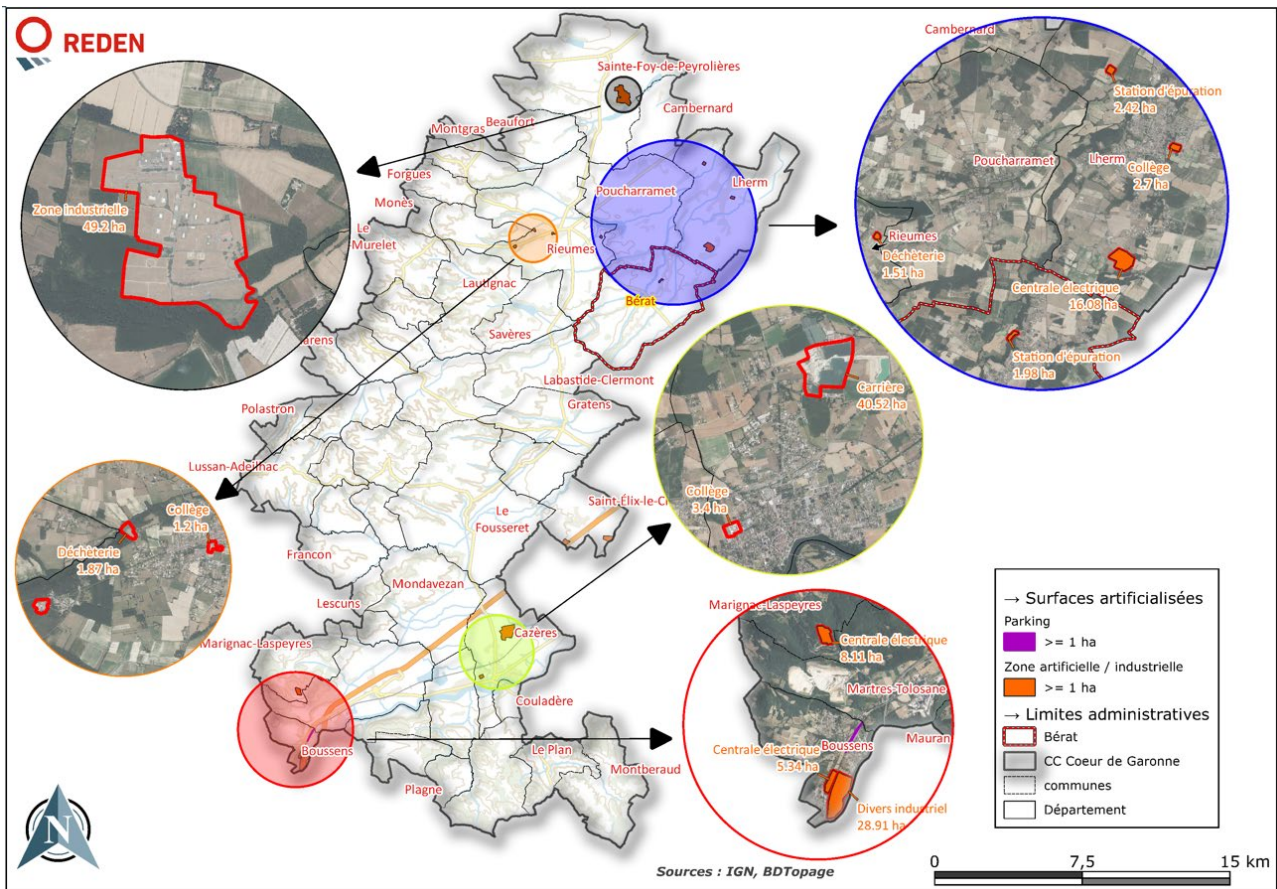 REDEN
Sainte-Foy-de-Peyrolières
Cambernard
Beaufort
Montgras
Forgues
Monès
Le
Murelet
Poucharramet
Lherm
Rieumes
Lautignac
Bérat
Savères
Labastide-Clermont
Gratens
Polastron
Lussan-Adeilhac
Saint-Élix-le-C
Le
Fousseret
Francon
Mondavezan
Lescuns
Cazères
Marignac-Laspeyres
Couladère
Boussens
Le Plan
Montberaud
Plagne
Zone industrielle
49.2 ha
Cambernard
Station d'épuration
2.42 ha
Poucharramet
Lherm
Collège
2.7 ha
Rieumes
Déchèterie
1.51 ha
Centrale électrique
16.08 ha
Station d'épuration
1.98 ha
Carrière
40.52 ha
Collège
3.4 ha
Collège
1.2 ha
Déchèterie
1.87 ha
Marignac-Laspeyres
Centrale électrique
8.11 ha
Martres-Tolosane
Boussens
Mauran
Centrale électrique
5.34 ha
Divers industriel
28.91 ha
→ Surfaces artificialisées
Parking
>= 1 ha
Zone artificielle / industrielle
>= 1 ha
→ Limites administratives
Bérat
CC Coeur de Garonne
communes
Département
N
Sources : IGN, BDTopage
0 7,5 15 km